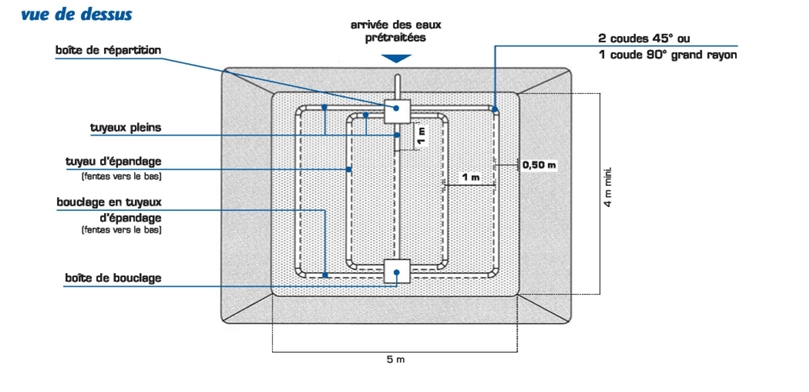 vue de dessus
arrivée des eaux
prétraitées
2 coudes 45° ou
1 coude 90° grand rayon
boîte de répartition
tuyaux pleins
1 m
tuyau d'épandage
(fentes vers le bas)
0,50 m
1 m
4 m mini.
bouclage en tuyaux
d'épandage
(fentes vers le bas)
boîte de bouclage
5 m